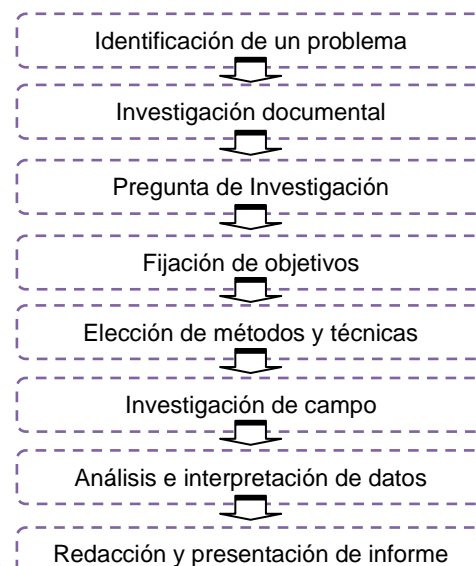 Identificación de un problema
Investigación documental
Pregunta de Investigación
Fijación de objetivos
Elección de métodos y técnicas
Investigación de campo
Análisis e interpretación de datos
Redacción y presentación de informe